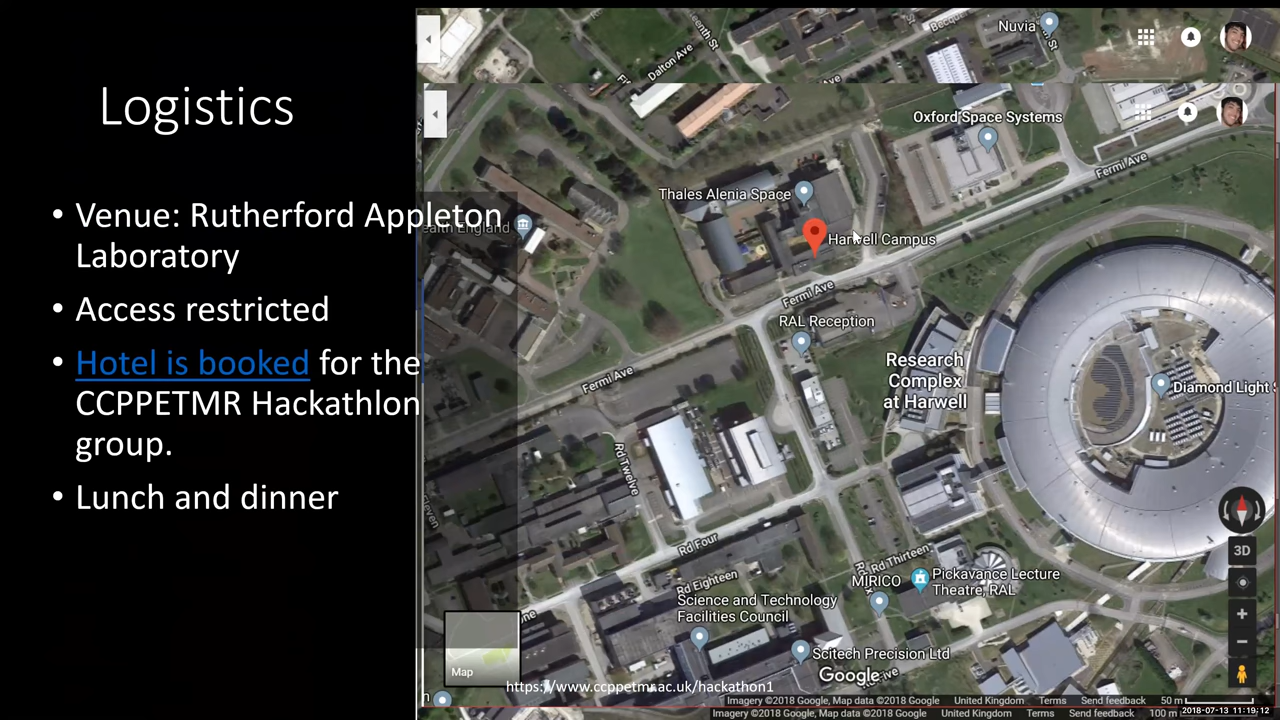 Logistics
• Venue: Rutherford Appleton
Laboratory
• Access restricted
• Hotel is booked for the
CCPPETMR Hackathlon
group.
• Lunch and dinner
Nuvia
Dalton Ave
Oxford Space Systems
Fermi Ave
Thales Alenia Space
Harwell Campus
ealth England
Fermi Ave
RAL Reception
Research
Complex
at Harwell
Fermi Ave
Diamond Light
Rd Twelve
Rd Four
Rd Thirteen
Rd Eighteen
MIRICO
Pickavance Lecture
Theatre, RAL
Science and Technology
Facilities Council
Scitech Precision Ltd
3D
Map
Google
https://www.ccppetmr.ac.uk/hackathon1
Imagery ©2018 Google, Map data ©2018 Google United Kingdom Terms Send feedback 50 m
Imagery ©2018 Google, Map data ©2018 Google United Kingdom Terms Send feedback 100 m
2018-07-13 11:19:12